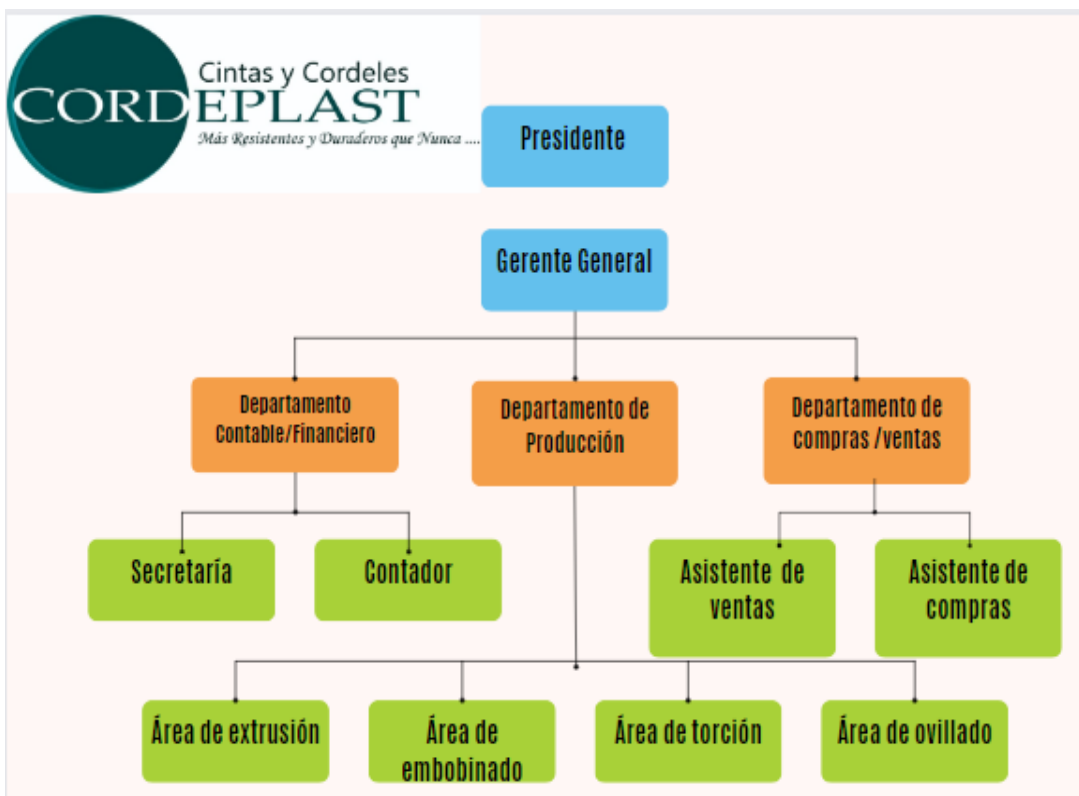 Cintas y Cordeles
CORDEPLAST
Más Resistentes y Duraderos que Nunca ....
Presidente
Gerente General
Departamento
Contable/Financiero
Departamento de
Producción
Departamento de
compras /ventas
Secretaría
Contador
Asistente de
ventas
Asistente de
compras
Área de extrusión
Área de
embobinado
Área de torción
Área de ovillado